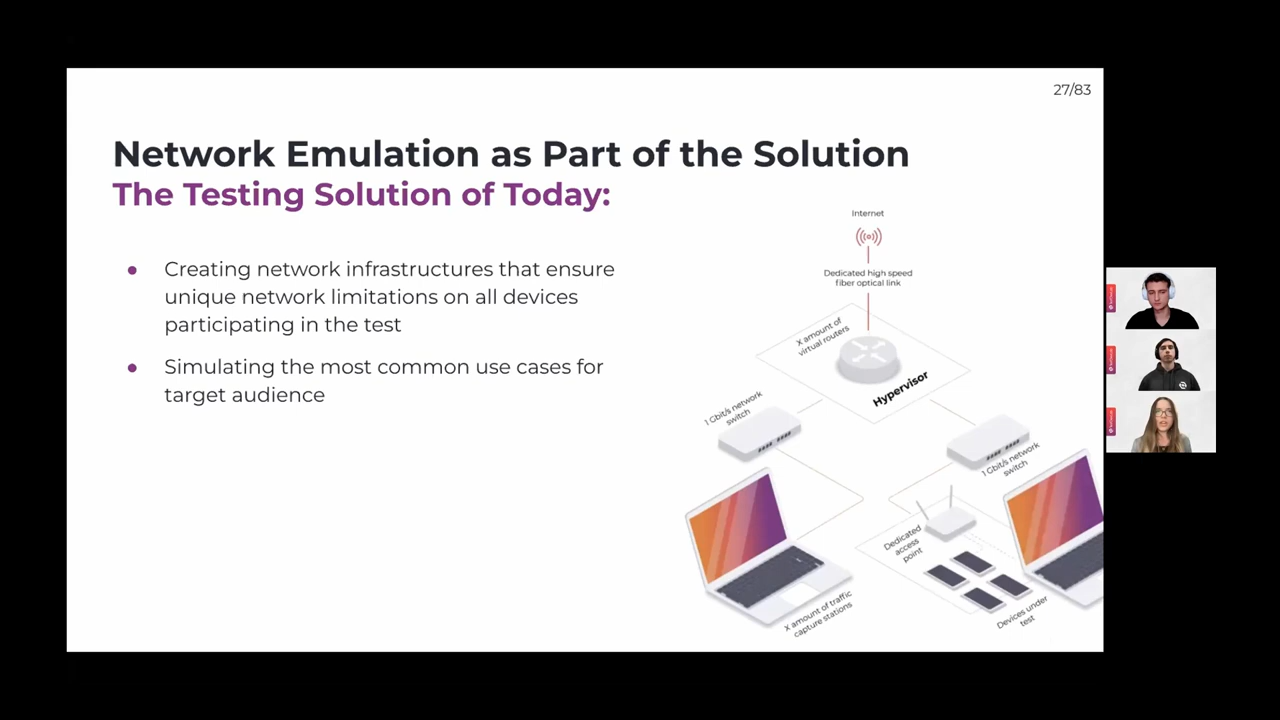 27/83
Network Emulation as Part of the Solution
The Testing Solution of Today:
● Creating network infrastructures that ensure
unique network limitations on all devices
participating in the test
● Simulating the most common use cases for
target audience
Internet
Dedicated high speed
fiber optical link
X amount of
virtual routers
Hypervisor
1 Gbit/s network
switch
1 Gbit/s network
switch
Dedicated
access
point
X amount of traffic
capture stations
Devices under
test